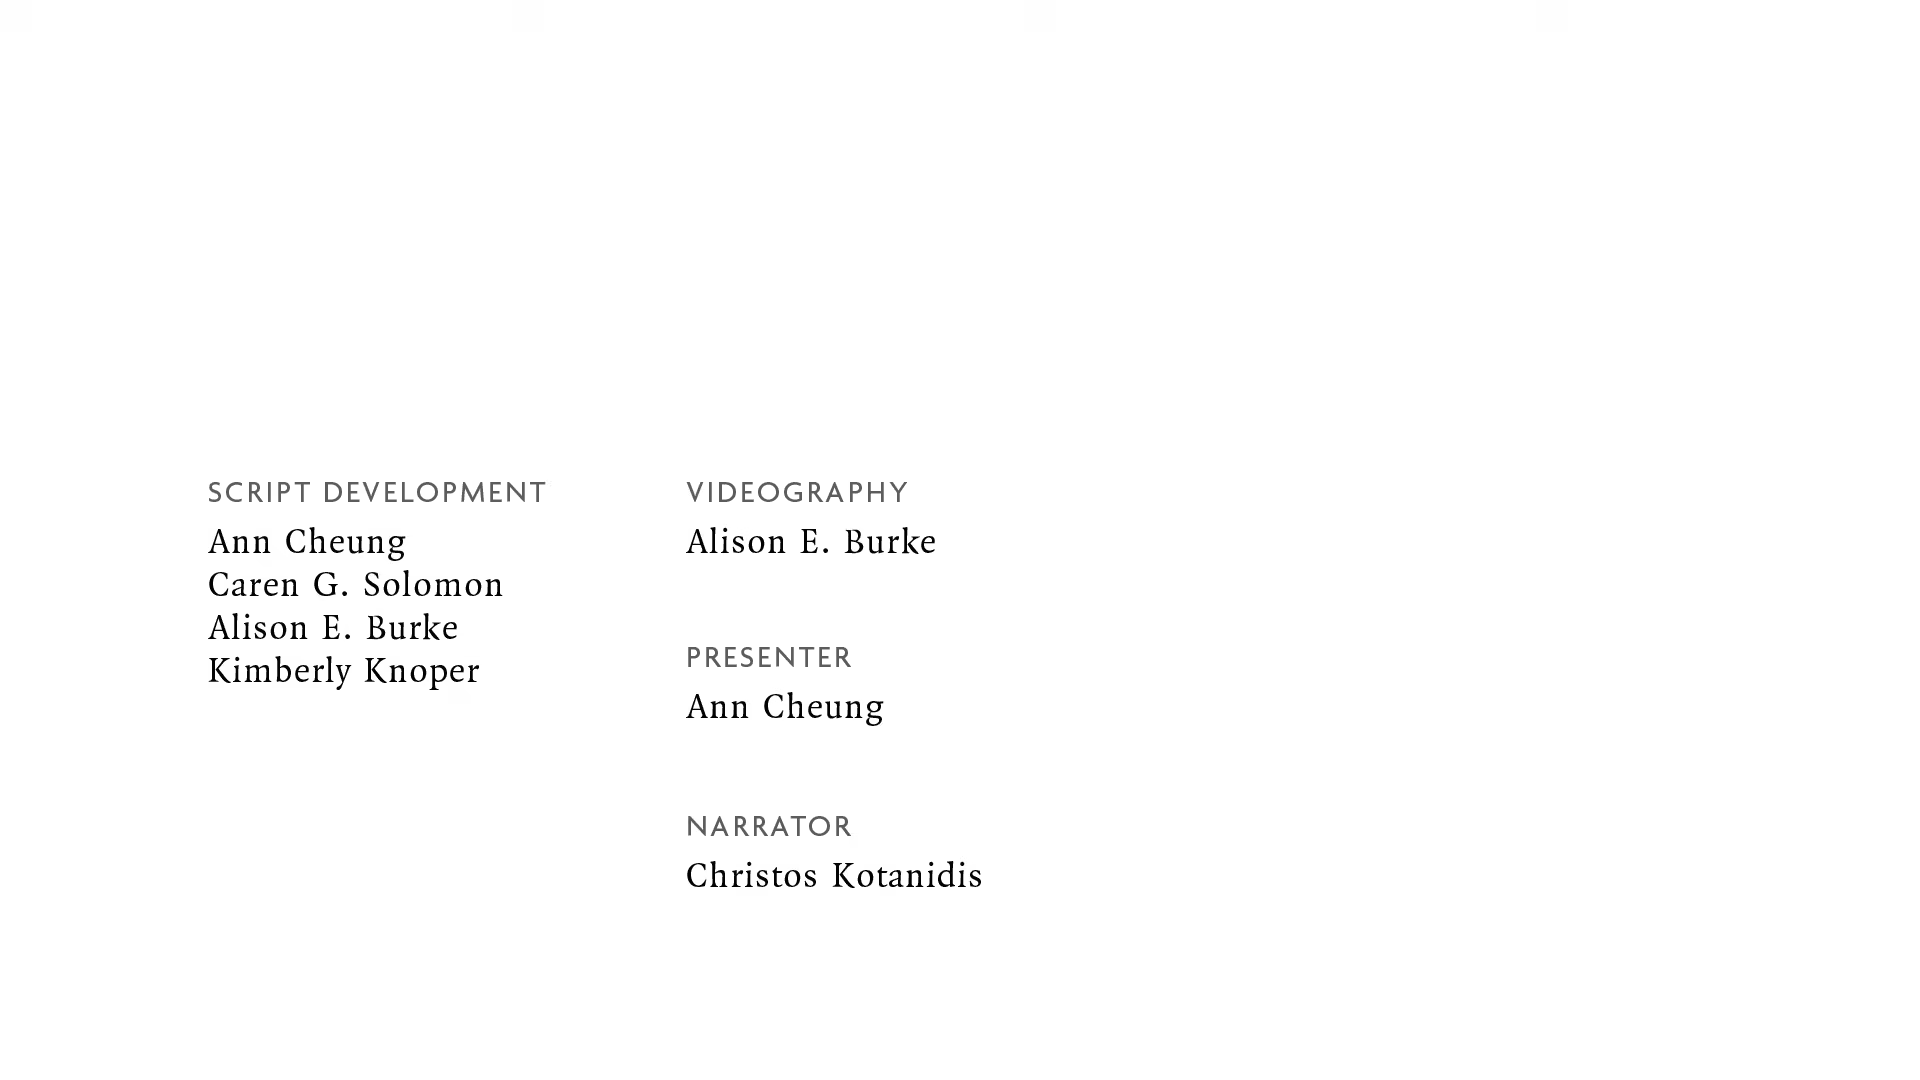 SCRIPT DEVELOPMENT
Ann Cheung
Caren G. Solomon
Alison E. Burke
Kimberly Knoper
VIDEOGRAPHY
Alison E. Burke
PRESENTER
Ann Cheung
NARRATOR
Christos Kotanidis